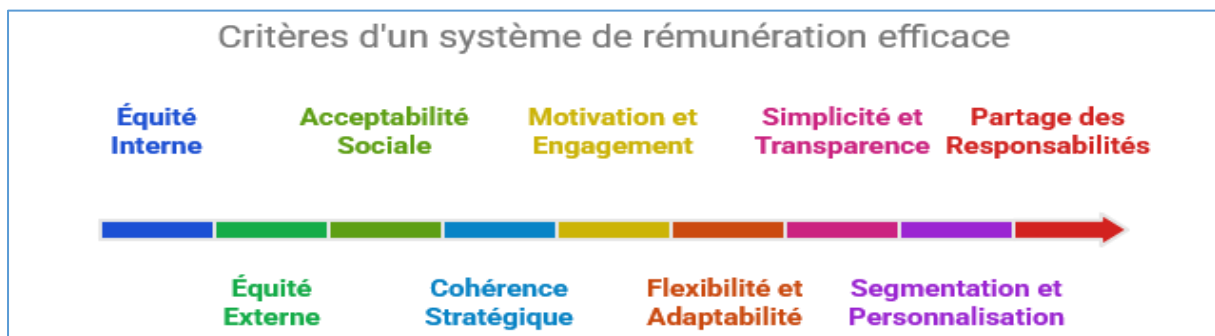 Critères d'un système de rémunération efficace
Équité
Interne
Acceptabilité
Sociale
Motivation et
Engagement
Simplicité et
Transparence
Partage des
Responsabilités
Équité
Externe
Cohérence
Stratégique
Flexibilité et
Adaptabilité
Segmentation et
Personnalisation